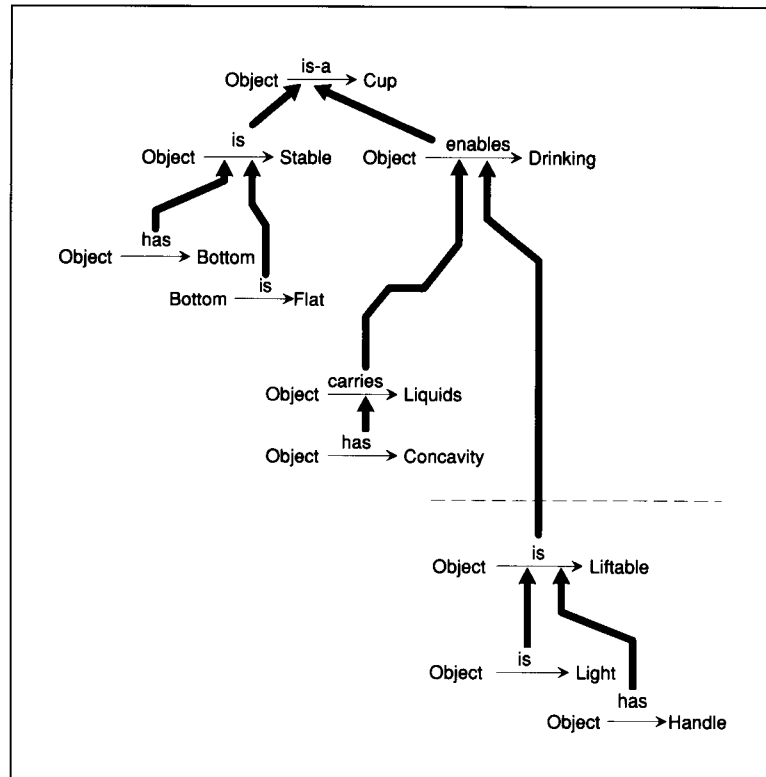 is-a
Object Cup
is enables
Object Stable Object Drinking
has
Object Bottom
is
Bottom Flat
carries
Object Liquids
has
Object Concavity
is
Object Liftable
is
Object Light
has
Object Handle